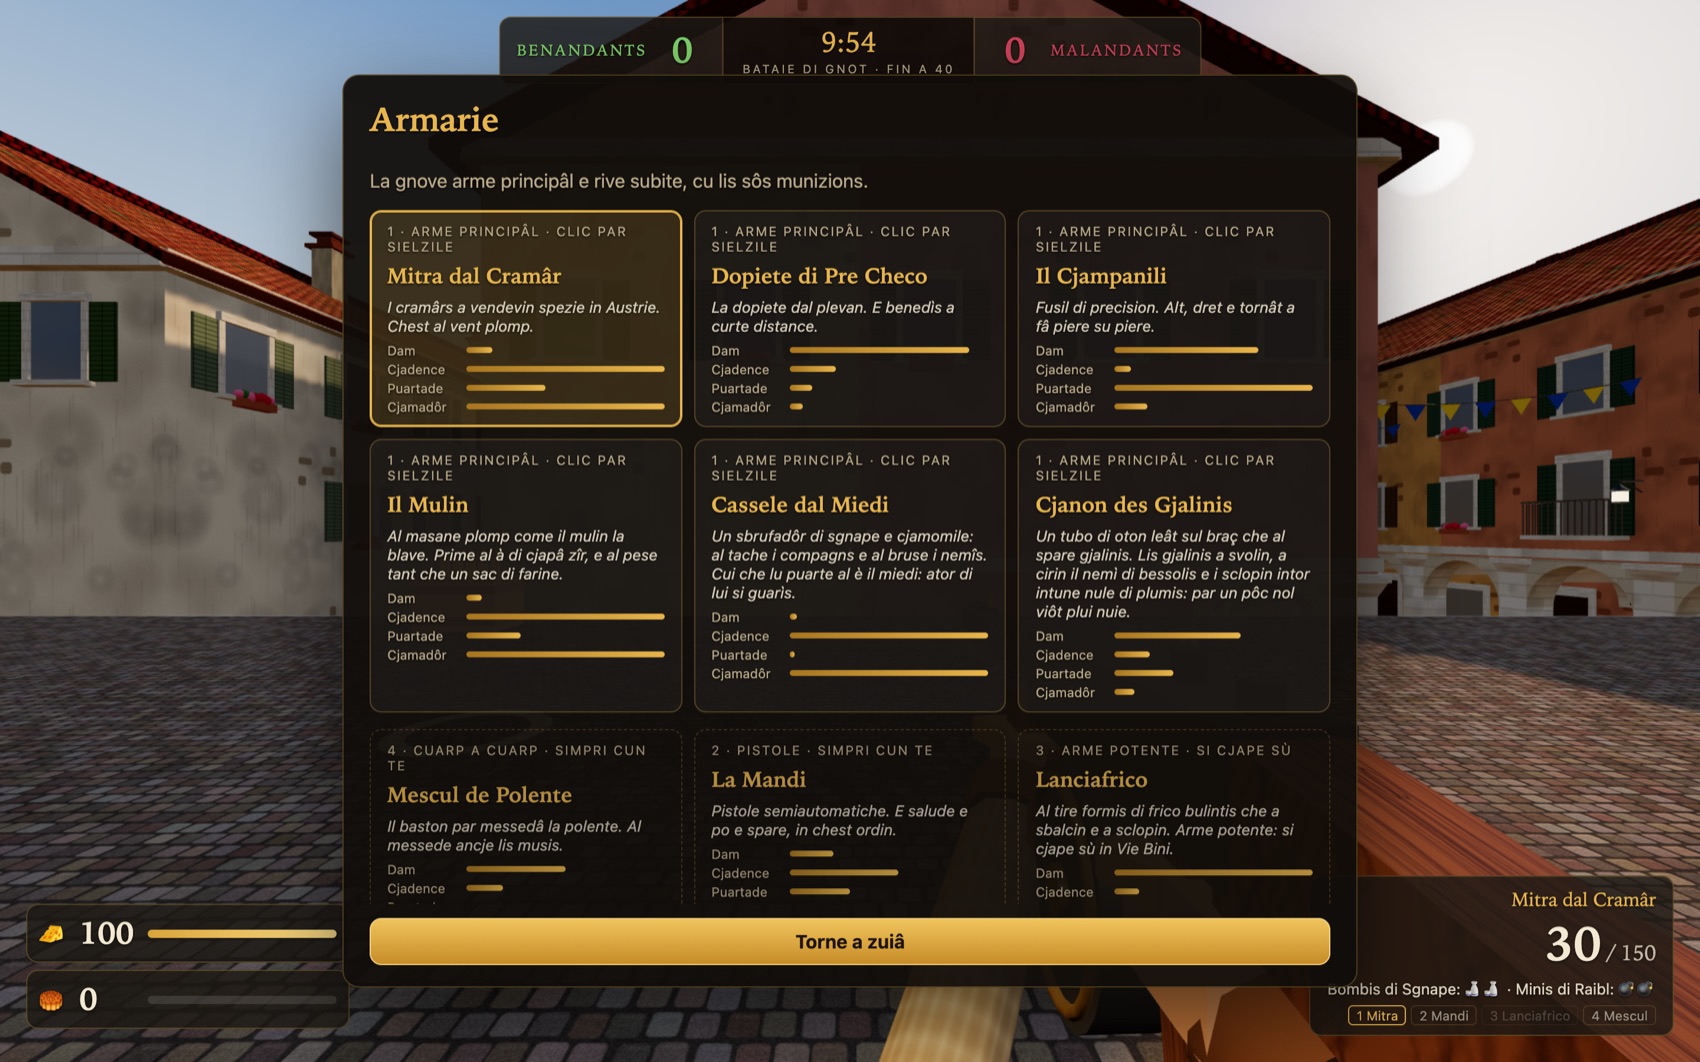 BENANDANTS 0
9:54
BATAIE DI GNOT · FIN A 40
0 MALANDANTS
Armarie
La gnove arme principâl e rive subite, cu lis sôs munizions.
1 · ARME PRINCIPÂL · CLIC PAR
SIELZILE
Mitra dal Cramâr
I cramârs a vendevin spezie in Austrie.
Chest al vent plomp.
Dam
Cjadence
Puartade
Cjamadôr
1 · ARME PRINCIPÂL · CLIC PAR
SIELZILE
Dopiete di Pre Checo
La dopiete dal plevan. E benedìs a
curte distance.
Dam
Cjadence
Puartade
Cjamadôr
1 · ARME PRINCIPÂL · CLIC PAR
SIELZILE
Il Cjampanili
Fusil di precision. Alt, dret e tornât a
fâ piere su piere.
Dam
Cjadence
Puartade
Cjamadôr
1 · ARME PRINCIPÂL · CLIC PAR
SIELZILE
Il Mulin
Al masane plomp come il mulin la
blave. Prime al à di cjapâ zîr, e al pese
tant che un sac di farine.
Dam
Cjadence
Puartade
Cjamadôr
1 · ARME PRINCIPÂL · CLIC PAR
SIELZILE
Cassele dal Miedi
Un sbrufadôr di sgnape e cjamomile:
al tache i compagns e al bruse i nemîs.
Cui che lu puarte al è il miedi: ator di
lui si guarìs.
Dam
Cjadence
Puartade
Cjamadôr
1 · ARME PRINCIPÂL · CLIC PAR
SIELZILE
Cjanon des Gjalinis
Un tubo di oton leât sul braç che al
spare gjalinis. Lis gjalinis a svolin, a
cirin il nemì di bessolis e i sclopin intor
intune nule di plumis: par un pôc nol
viôt plui nuie.
Dam
Cjadence
Puartade
Cjamadôr
4 · CUARP A CUARP · SIMPRI CUN
TE
Mescul de Polente
Il baston par messedâ la polente. Al
messede ancje lis musis.
Dam
Cjadence
2 · PISTOLE · SIMPRI CUN TE
La Mandi
Pistole semiautomatiche. E salude e
po e spare, in chest ordin.
Dam
Cjadence
Puartade
3 · ARME POTENTE · SI CJAPE SÙ
Lanciafrico
Al tire formis di frico bulintis che a
sbalcin e a sclopin. Arme potente: si
cjape sù in Vie Bini.
Dam
Cjadence
Torne a zuiâ
100
0
Mitra dal Cramâr
30 / 150
Bombis di Sgnape: · Minis di Raibl:
1 Mitra 2 Mandi 3 Lanciafrico 4 Mescul